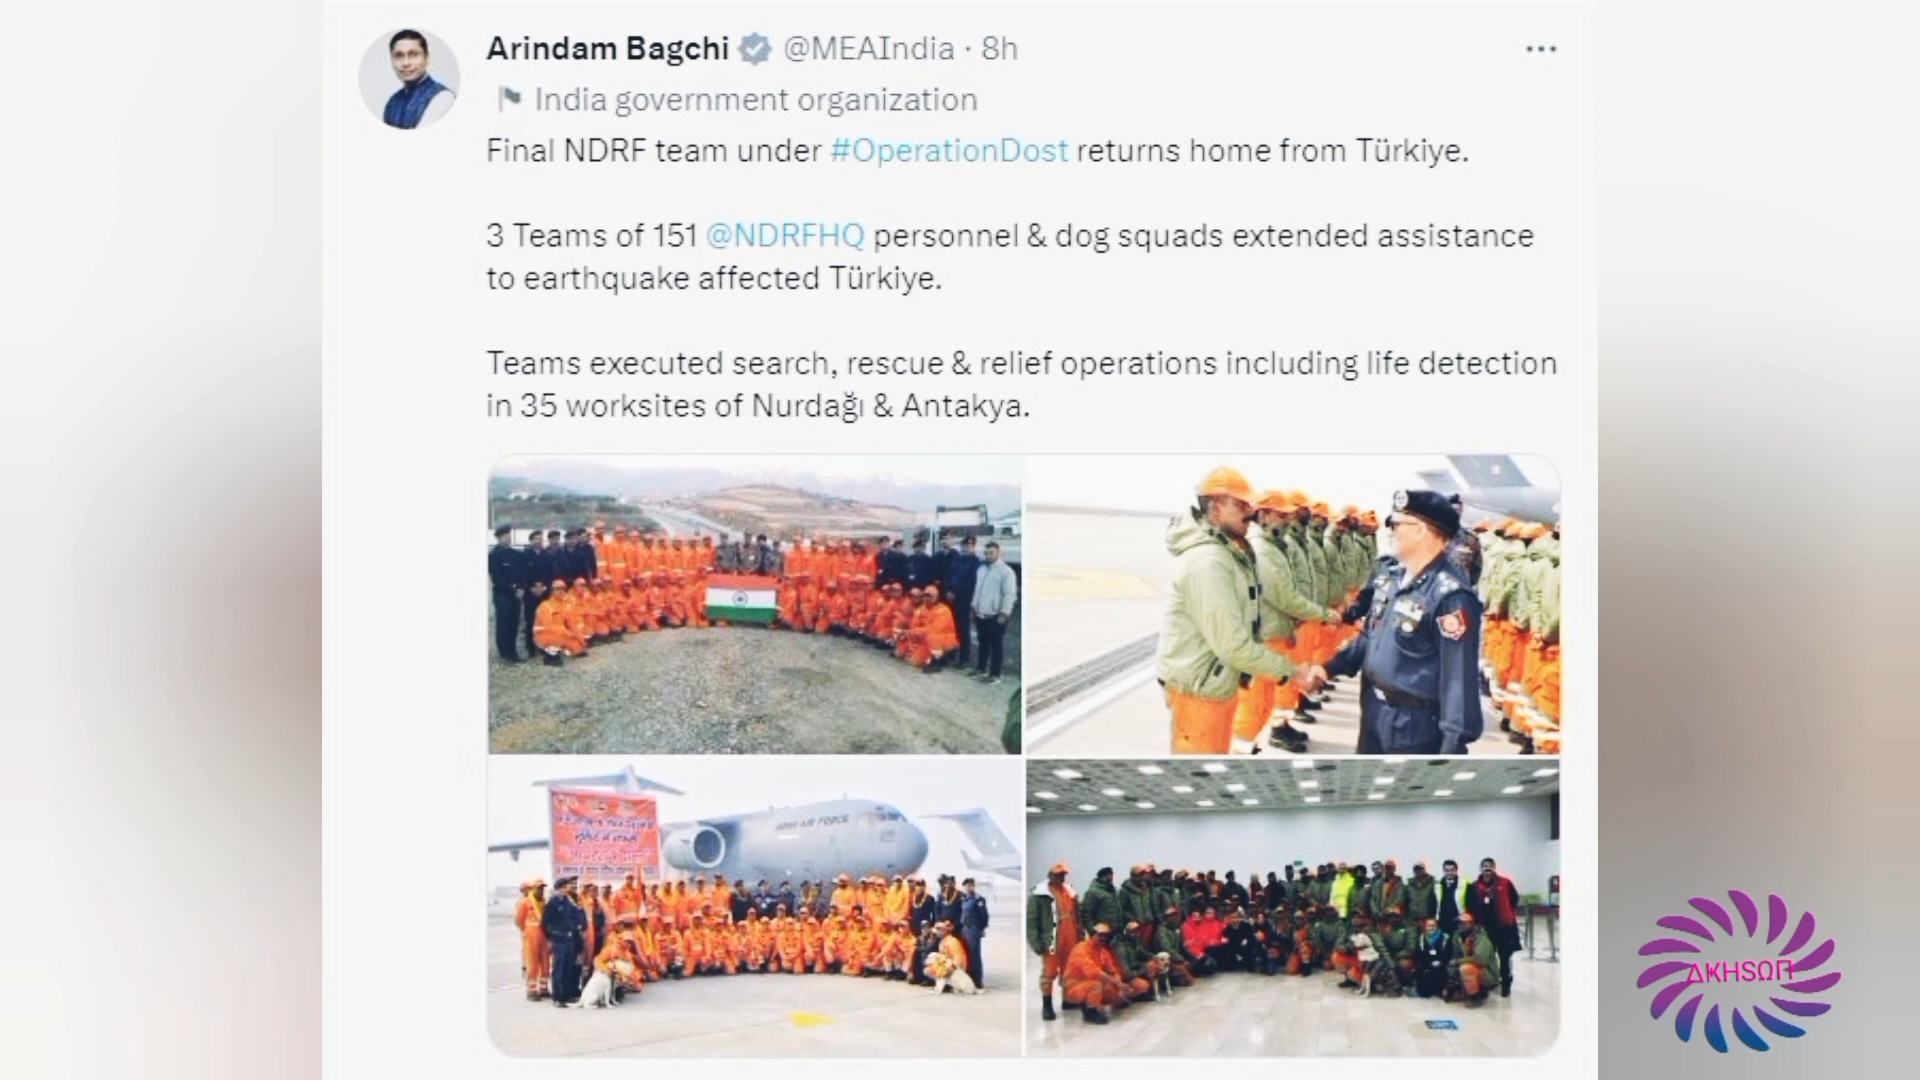 Arindam Bagchi @MEAIndia · 8h
India government organization
Final NDRF team under #OperationDost returns home from Türkiye.
3 Teams of 151 @NDRFHQ personnel & dog squads extended assistance
to earthquake affected Türkiye.
Teams executed search, rescue & relief operations including life detection
in 35 worksites of Nurdağı & Antakya.
INDIAN AIR FORCE
ΔҜHSΩΠ